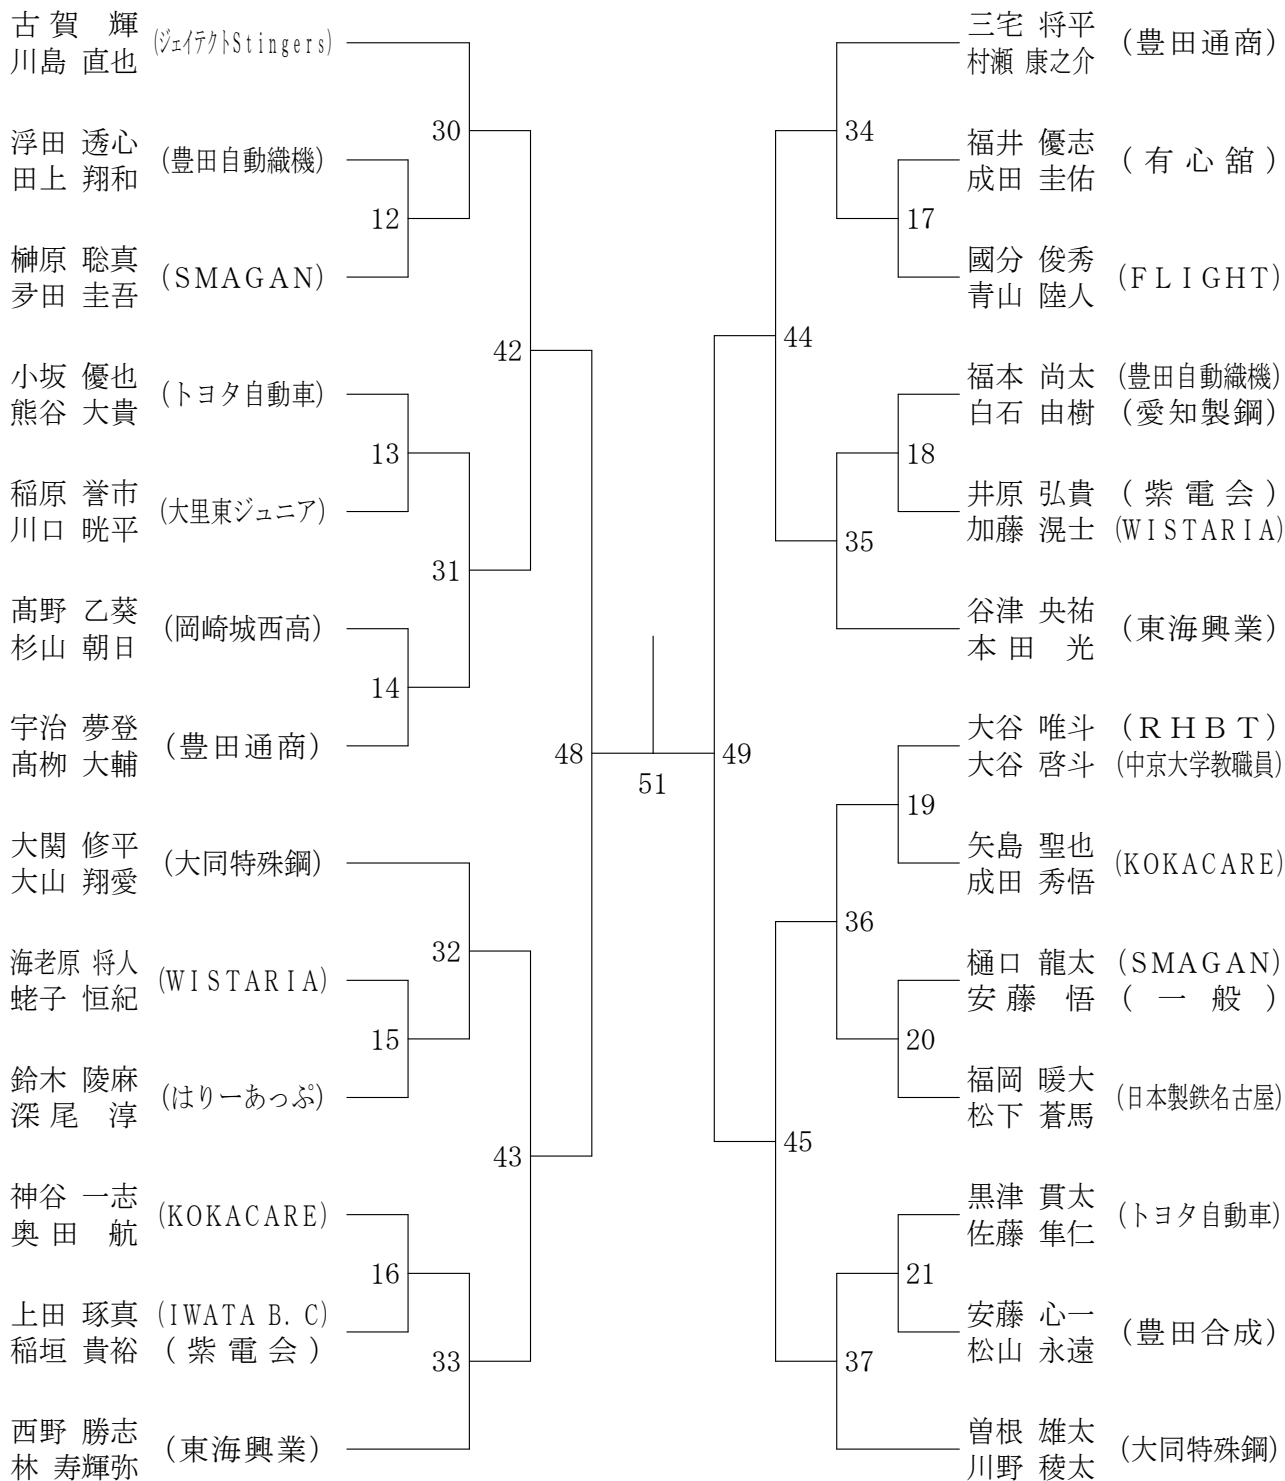 古賀 輝 (ジェイテクトStingers)
川島 直也
30
浮田 透心 (豊田自動織機)
田上 翔和
12
榊原 聡真 (SMAGAN)
夛田 圭吾
42
小坂 優也 (トヨタ自動車)
熊谷 大貴
13
稲原 誉市 (大里東ジュニア)
川口 晄平
31
髙野 乙葵 (岡崎城西高)
杉山 朝日
14
宇治 夢登 (豊田通商)
髙栁 大輔
48
大関 修平 (大同特殊鋼)
大山 翔愛
32
海老原 将人 (WISTARIA)
蛯子 恒紀
15
鈴木 陵麻 (はりーあっぷ)
深尾 淳
43
神谷 一志 (KOKACARE)
奥田 航
16
上田 琢真 (IWATA B.C)
稲垣 貴裕 (紫電会)
33
西野 勝志 (東海興業)
林 寿輝弥
51
三宅 将平 (豊田通商)
村瀬 康之介
34
福井 優志 (有心舘)
成田 圭佑
17
國分 俊秀 (FLIGHT)
青山 陸人
44
福本 尚太 (豊田自動織機)
白石 由樹 (愛知製鋼)
18
井原 弘貴 (紫電会)
加藤 滉士 (WISTARIA)
35
谷津 央祐 (東海興業)
本田 光
49
大谷 唯斗 (RHBT)
大谷 啓斗 (中京大学教職員)
19
矢島 聖也 (KOKACARE)
成田 秀悟
36
樋口 龍太 (SMAGAN)
安藤 悟 (一般)
20
福岡 暖大 (日本製鉄名古屋)
松下 蒼馬
45
黒津 貫太 (トヨタ自動車)
佐藤 隼仁
21
安藤 心一 (豊田合成)
松山 永遠
37
曽根 雄太 (大同特殊鋼)
川野 稜太